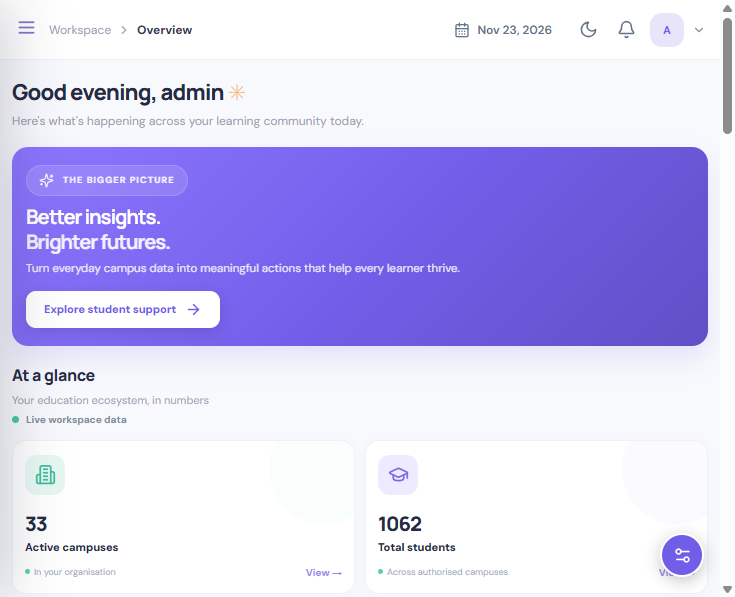 Workspace > Overview
Nov 23, 2026
A
Good evening, admin
Here's what's happening across your learning community today.
THE BIGGER PICTURE
Better insights.
Brighter futures.
Turn everyday campus data into meaningful actions that help every learner thrive.
Explore student support →
At a glance
Your education ecosystem, in numbers
Live workspace data
33
Active campuses
In your organisation
View →
1062
Total students
Across authorised campuses